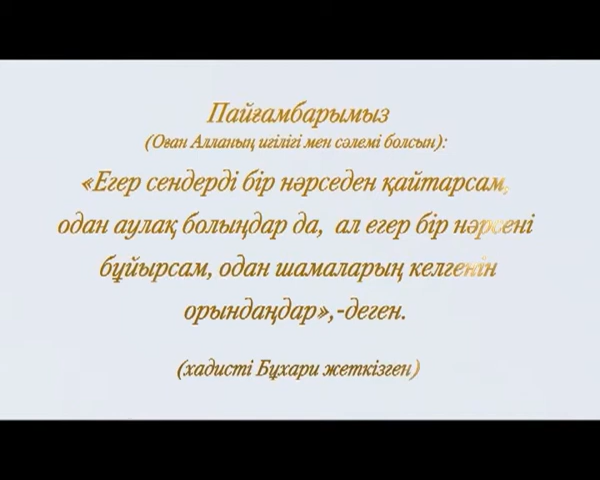 Пайғамбарымыз
(Оған Алланың игілігі мен сәлемі болсын):
«Егер сендерді бір нәрседен қайтарсам,
одан аулақ болыңдар да, ал егер бір нәрсені
бұйырсам, одан шамаларың келгенін
орындаңдар»,-деген.
(хадисті Бұхари жеткізген)